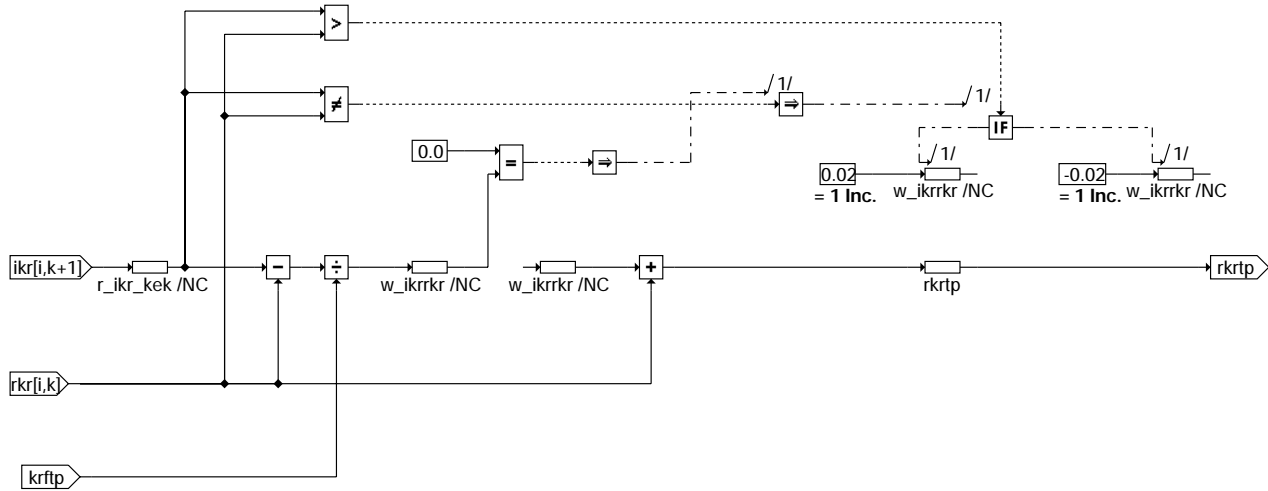 >
1/
1/
≠
⇒
IF
0.0
=
⇒
1/
1/
0.02
-0.02
w_ikrrkr /NC
w_ikrrkr /NC
= 1 Inc.
= 1 Inc.
ikr[i,k+1]
-
÷
+
rkrtp
r_ikr_kek /NC
w_ikrrkr /NC
w_ikrrkr /NC
rkrtp
rkr[i,k]
krftp